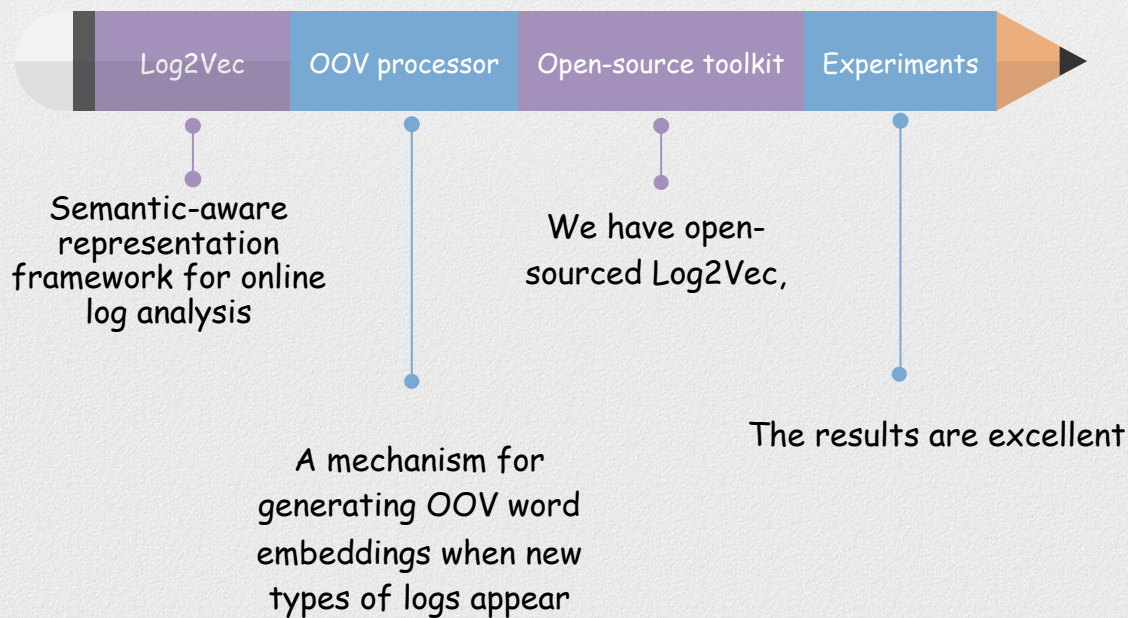 Log2Vec
OOV processor
Open-source toolkit
Experiments
Semantic-aware
representation
framework for online
log analysis
A mechanism for
generating OOV word
embeddings when new
types of logs appear
We have open-
sourced Log2Vec,
The results are excellent